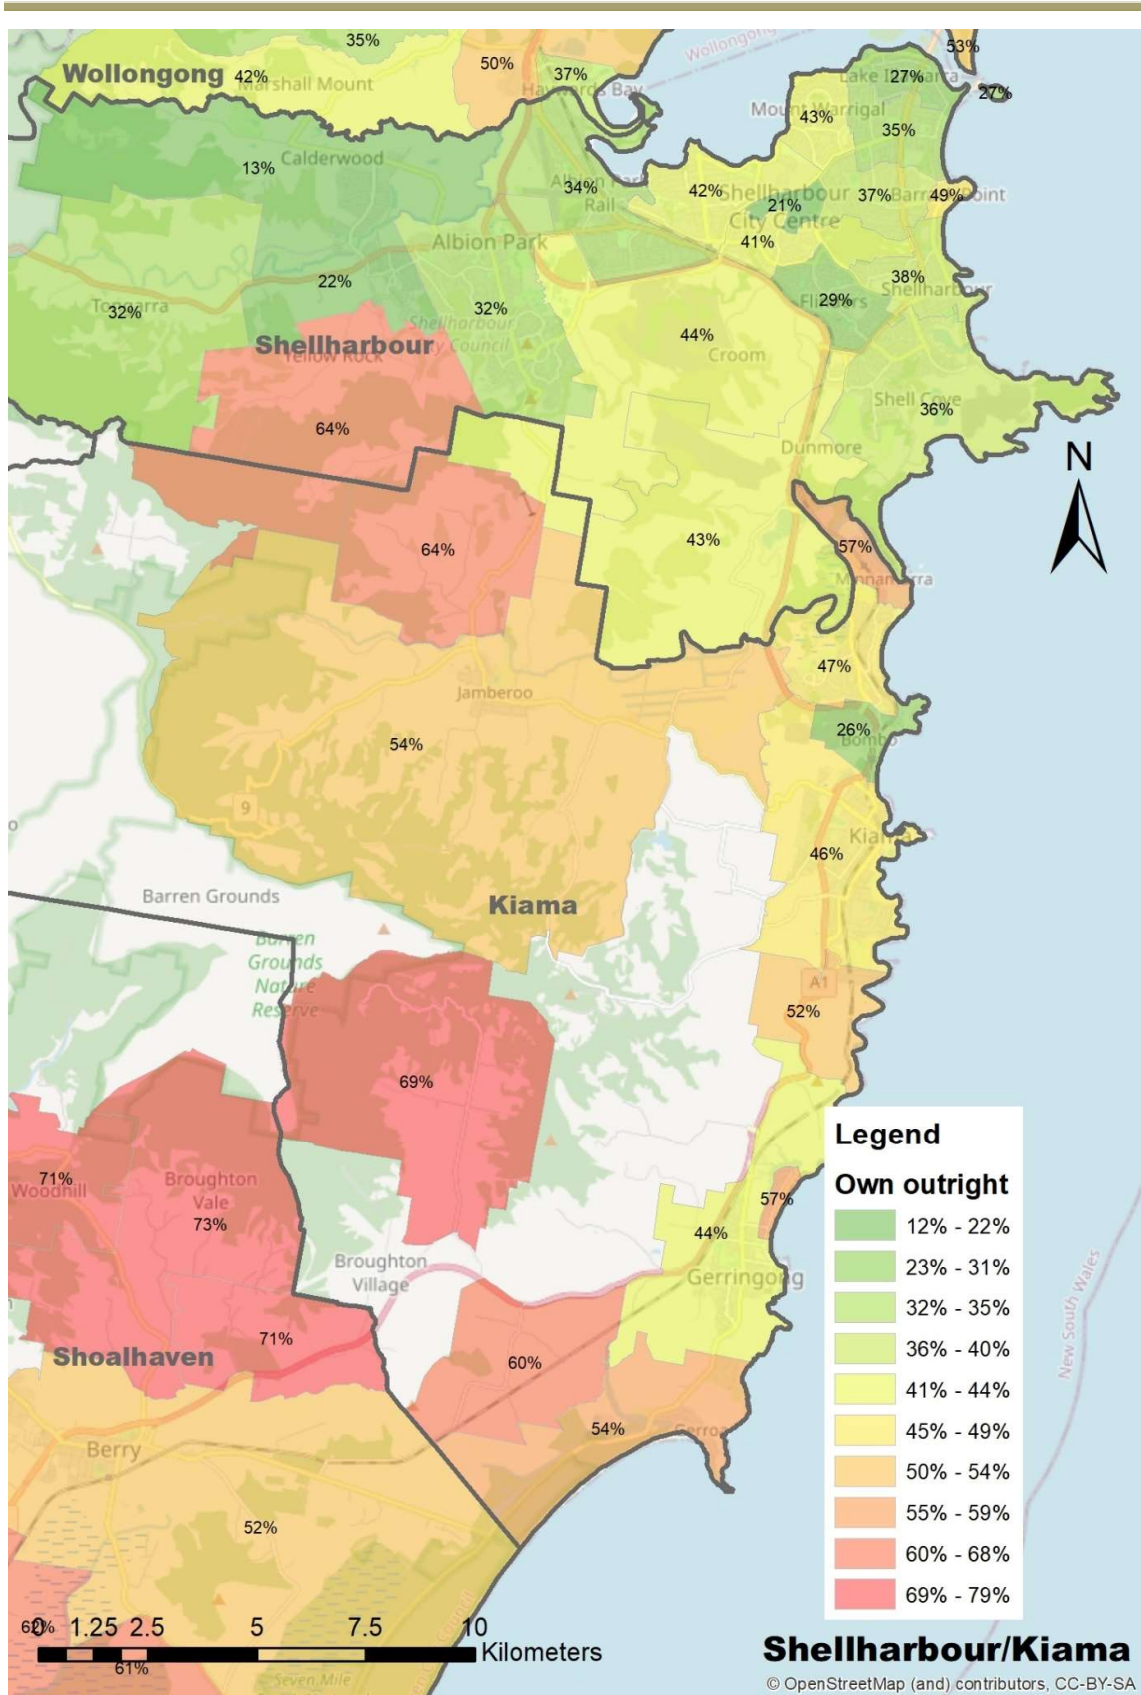 35%
53%
Wollongong
50%
37%
Wollongong
42%
Marshall Mount
Haywards Bay
27%
27%
Mount Warrigal
43%
35%
Calderwood
13%
Albion Park
Rail
34%
42%
Shellharbour
City Centre
21%
37%
49%
41%
Albion Park
38%
Shellharbour
22%
Tongarra
32%
32%
Flinders
29%
Shellharbour
City Council
Shellharbour
Yellow Rock
44%
Croom
Shell Cove
36%
64%
Dunmore
N
64%
43%
57%
Minnamurra
47%
Jamberoo
26%
Bombo
54%
9
Kiama
46%
Barren Grounds
Kiama
Barren
Grounds
Nature
Reserve
A1
52%
69%
71%
Woodhill
Broughton
Vale
73%
57%
44%
Broughton
Village
Gerringong
71%
Shoalhaven
60%
54%
Gerroa
Berry
52%
Legend
Own outright
12% - 22%
23% - 31%
32% - 35%
36% - 40%
41% - 44%
45% - 49%
50% - 54%
55% - 59%
60% - 68%
69% - 79%
New South Wales
62%
0 1.25 2.5 5 7.5 10
Kilometers
61%
Seven Mile
Shellharbour/Kiama
© OpenStreetMap (and) contributors, CC-BY-SA